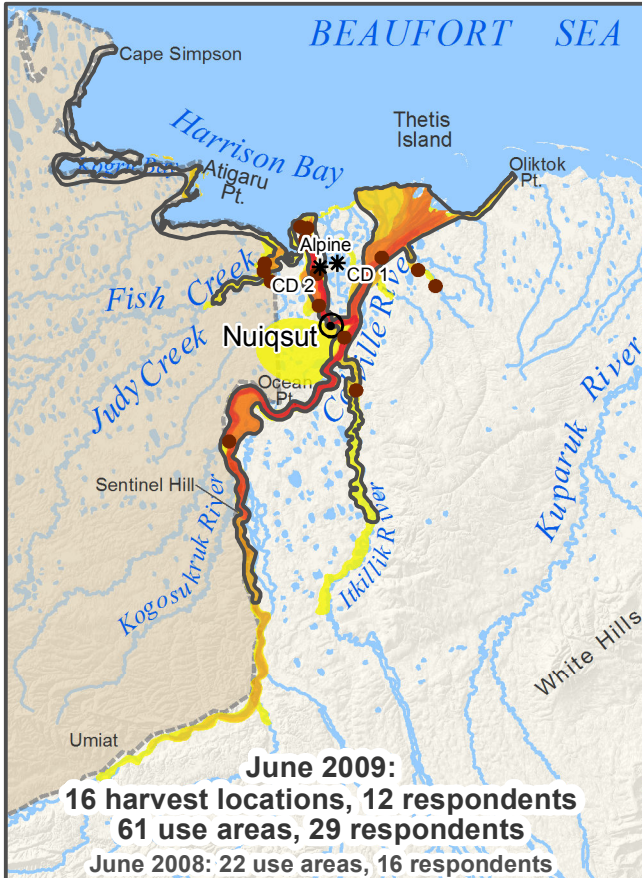 BEAUFORT SEA
Cape Simpson
Thetis
Island
Harrison Bay
Kogru Bay
Atigaru
Pt.
Oliktok
Pt.
Alpine
CD 1
CD 2
Fish Creek
Nuiqsut
Colville River
Judy Creek
Ocean
Pt.
Kuparuk River
Sentinel Hill
Itkillik River
Kogosukruk River
White Hills
Umiat
June 2009:
16 harvest locations, 12 respondents
61 use areas, 29 respondents
June 2008: 22 use areas, 16 respondents